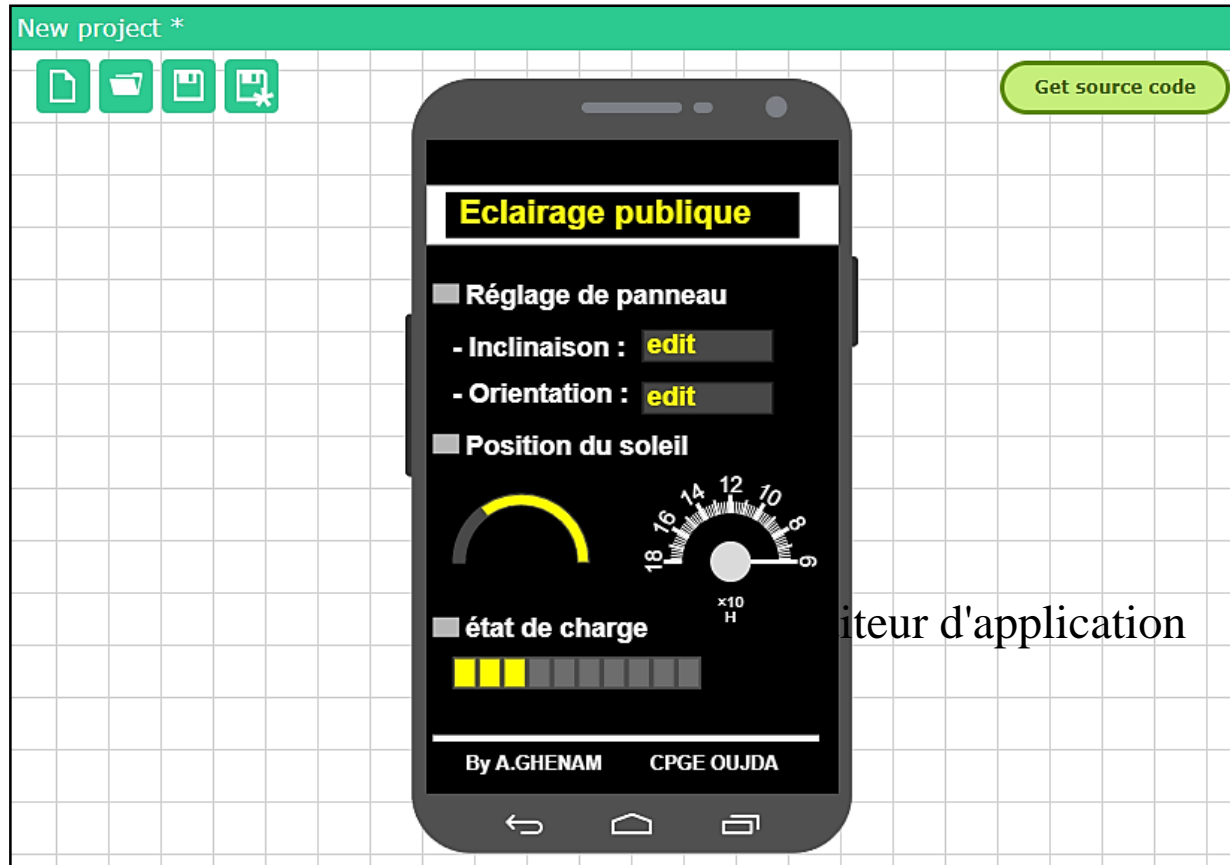 New project *
Get source code
Eclairage publique
Réglage de panneau
- Inclinaison : edit
- Orientation : edit
Position du soleil
18 16 14 12 10 8 6
×10
H
iteur d'application
état de charge
By A.GHENAM CPGE OUJDA